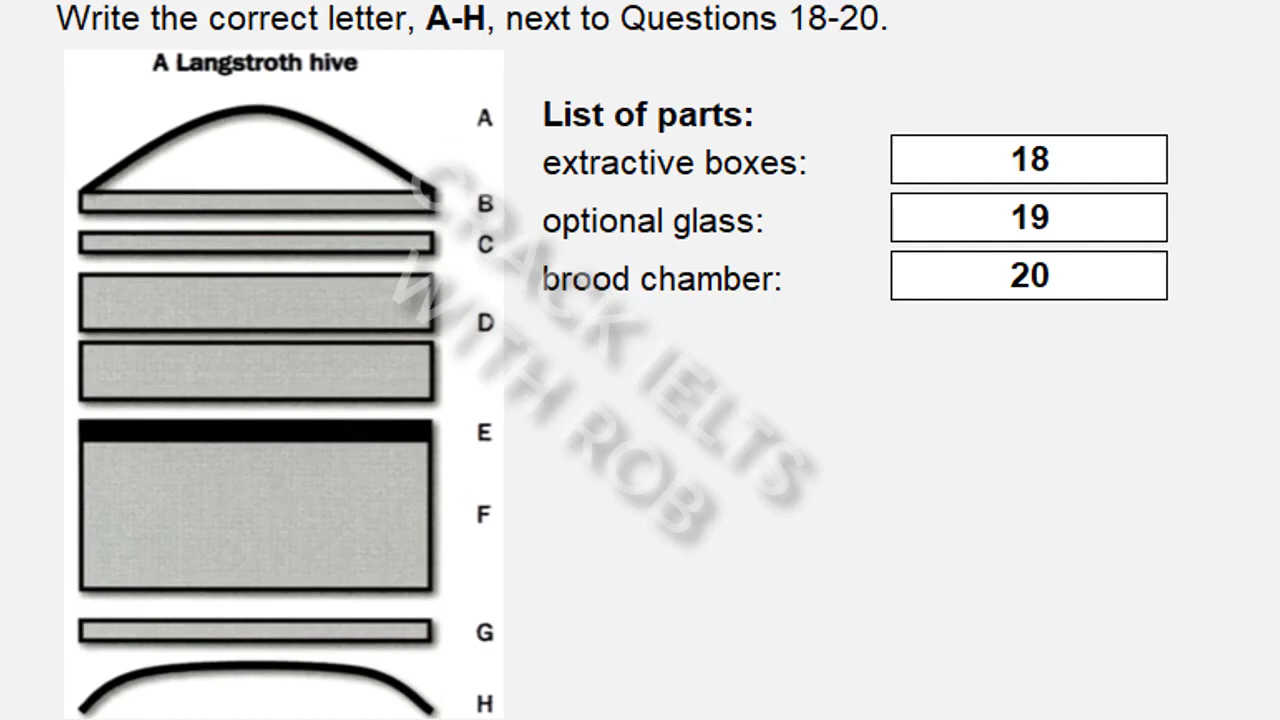 Write the correct letter, A-H, next to Questions 18-20.
A Langstroth hive
A
B
C
D
E
F
G
H
List of parts:
extractive boxes: 18
optional glass: 19
brood chamber: 20
CRACK IELTS
WITH ROB